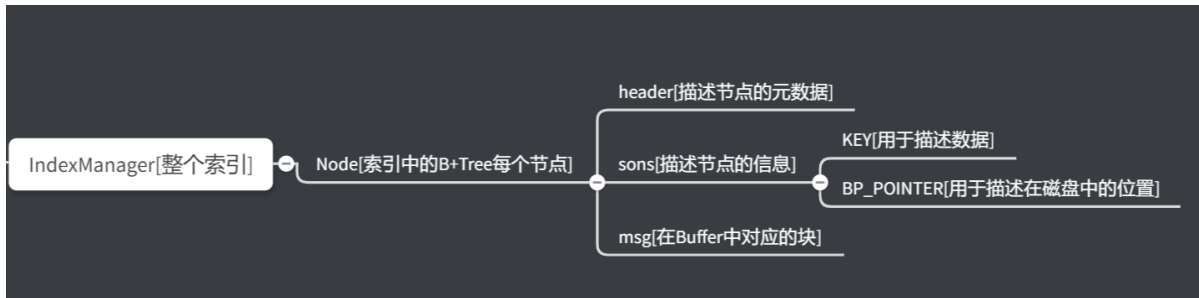 header[描述节点的元数据]
KEY[用于描述数据]
IndexManager[整个索引]
Node[索引中的B+Tree每个节点]
sons[描述节点的信息]
BP_POINTER[用于描述在磁盘中的位置]
msg[在Buffer中对应的块]